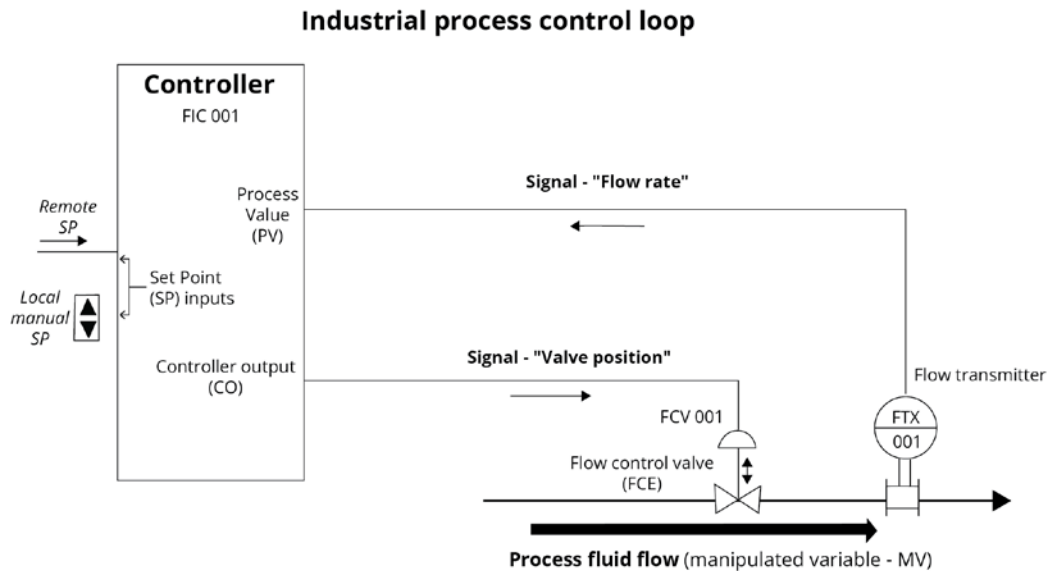 Industrial process control loop
Controller
FIC 001
Signal - "Flow rate"
Process
Value
(PV)
Remote
SP
Set Point
(SP) inputs
Local
manual
SP
Signal - "Valve position"
Controller output
(CO)
Flow transmitter
FCV 001
FTX
001
Flow control valve
(FCE)
Process fluid flow (manipulated variable - MV)